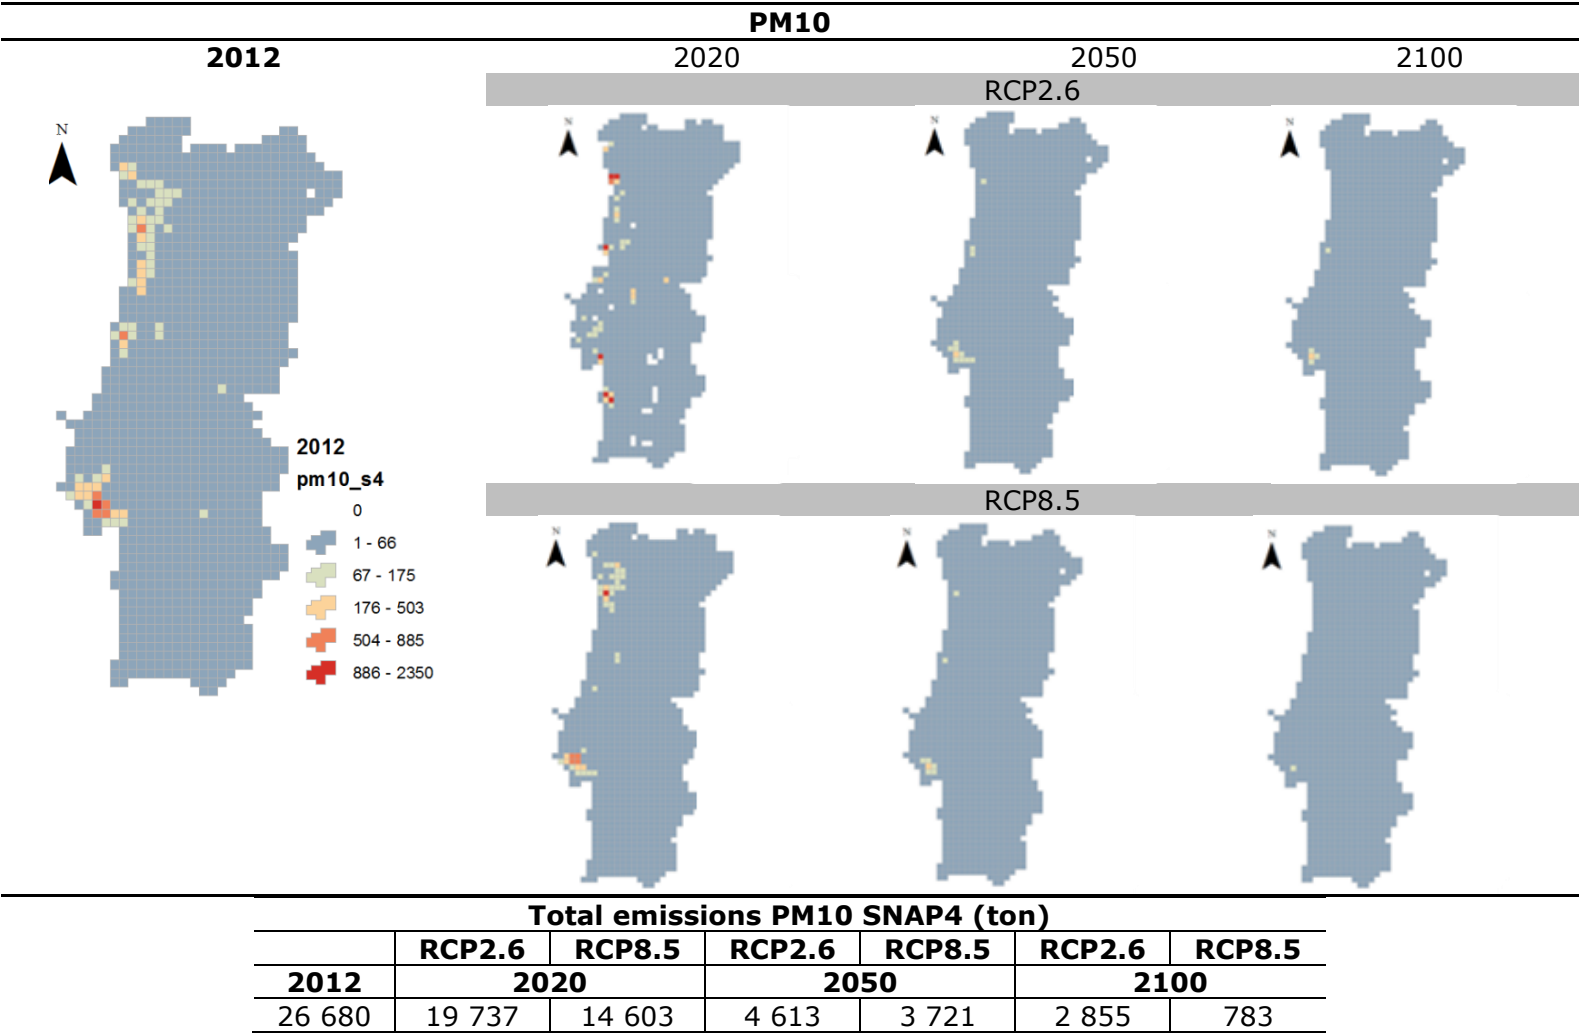 PM10
2012 2020 2050 2100
RCP2.6
N
N
N
N
2012
pm10_s4
0
1 - 66
67 - 175
176 - 503
504 - 885
886 - 2350
RCP8.5
N
N
N
Total emissions PM10 SNAP4 (ton)
RCP2.6 RCP8.5 RCP2.6 RCP8.5 RCP2.6 RCP8.5
2012 2020 2050 2100
26 680 19 737 14 603 4 613 3 721 2 855 783